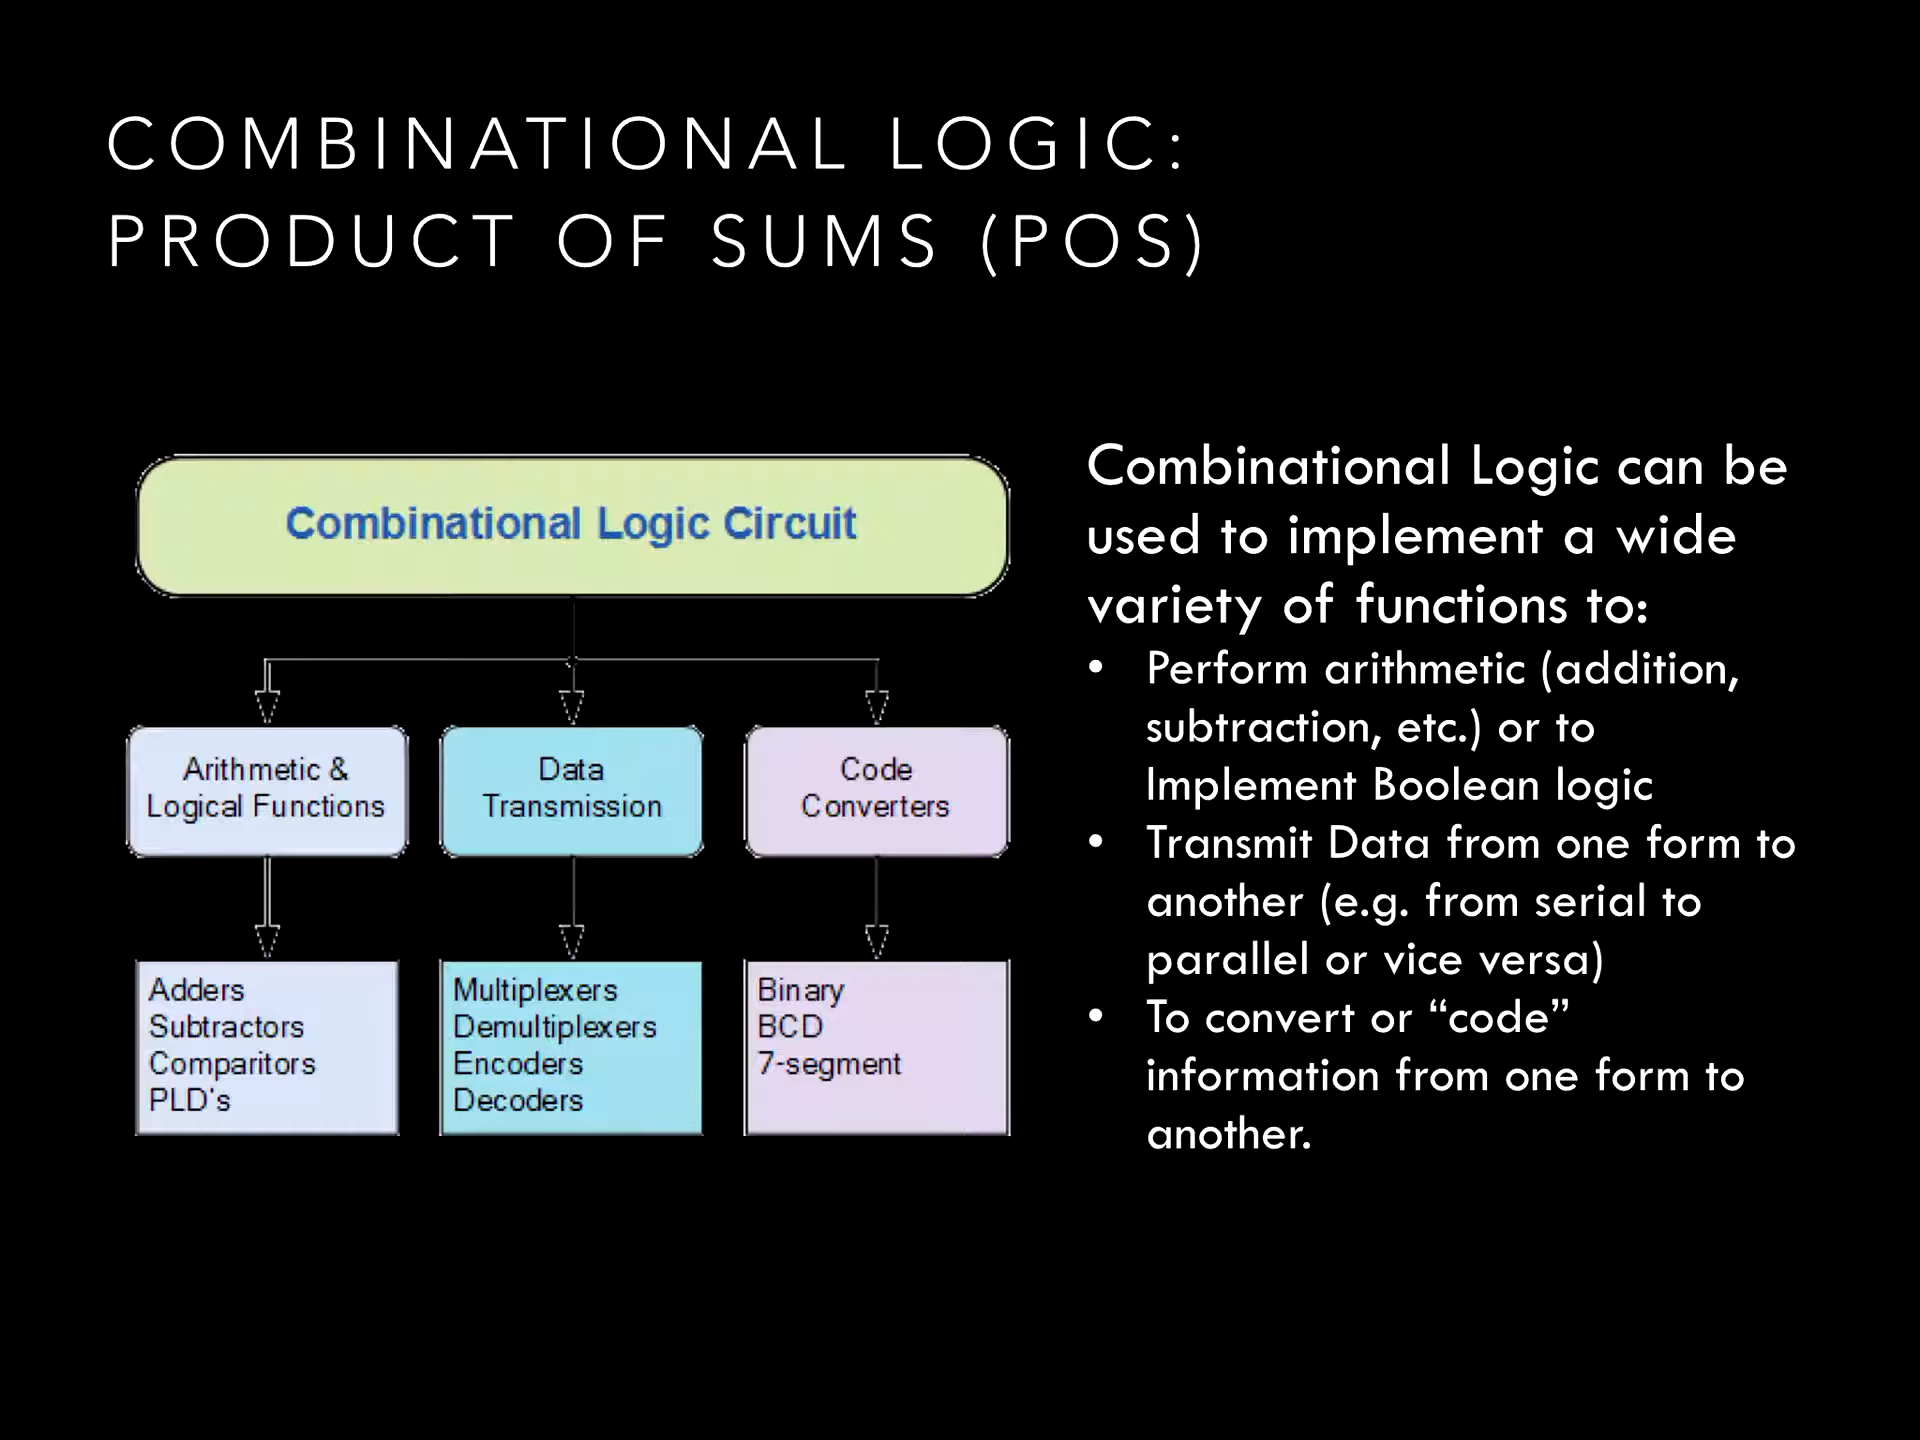 COMBINATIONAL LOGIC:
PRODUCT OF SUMS (POS)
Combinational Logic Circuit
Arithmetic &
Logical Functions
Data
Transmission
Code
Converters
Adders
Subtractors
Comparitors
PLD's
Multiplexers
Demultiplexers
Encoders
Decoders
Binary
BCD
7-segment
Combinational Logic can be
used to implement a wide
variety of functions to:
• Perform arithmetic (addition,
subtraction, etc.) or to
Implement Boolean logic
• Transmit Data from one form to
another (e.g. from serial to
parallel or vice versa)
• To convert or “code”
information from one form to
another.